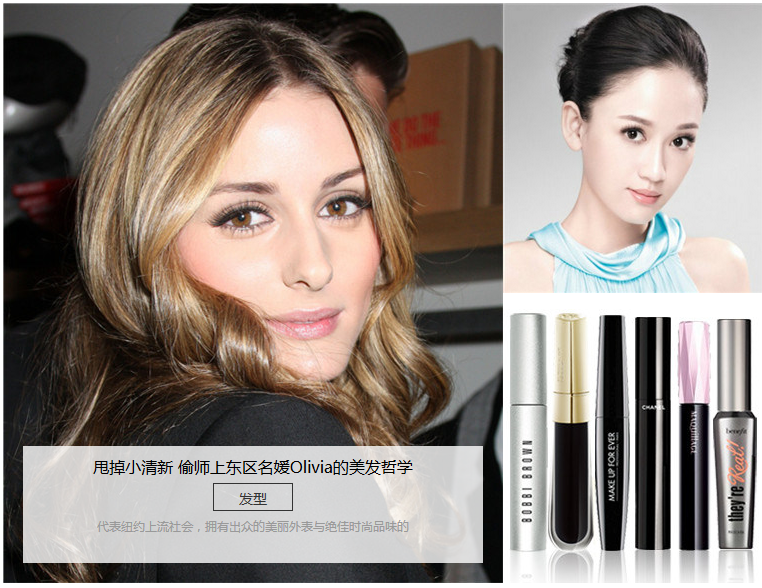 甩掉小清新 偷师上东区名媛Olivia的美发哲学
发型
代表纽约上流社会，拥有出众的美丽外表与绝佳时尚品味的
BOBBI BROWN
MAKE UP FOR EVER
CHANEL
MAQUILLAGE
benefit
they're Real!